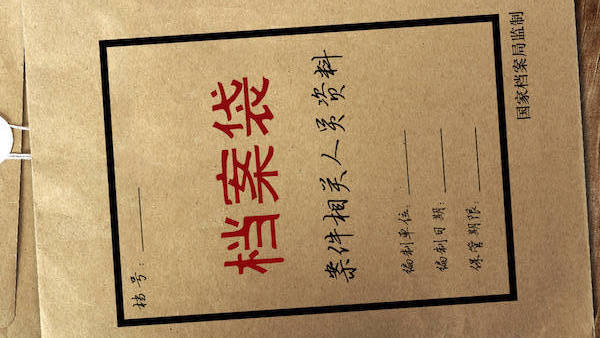 档号：
档案袋
案件相关人员资料
编制单位：
编制日期：
保管期限：
国家档案局监制